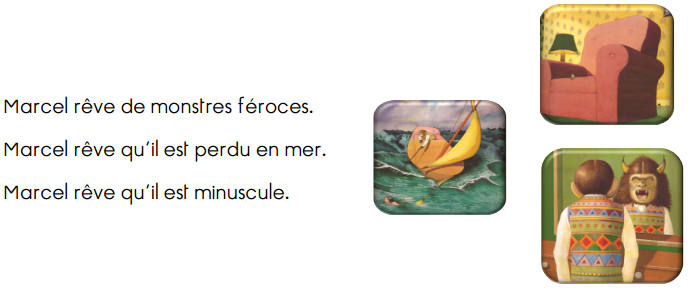 Marcel rêve de monstres féroces.
Marcel rêve qu'il est perdu en mer.
Marcel rêve qu'il est minuscule.